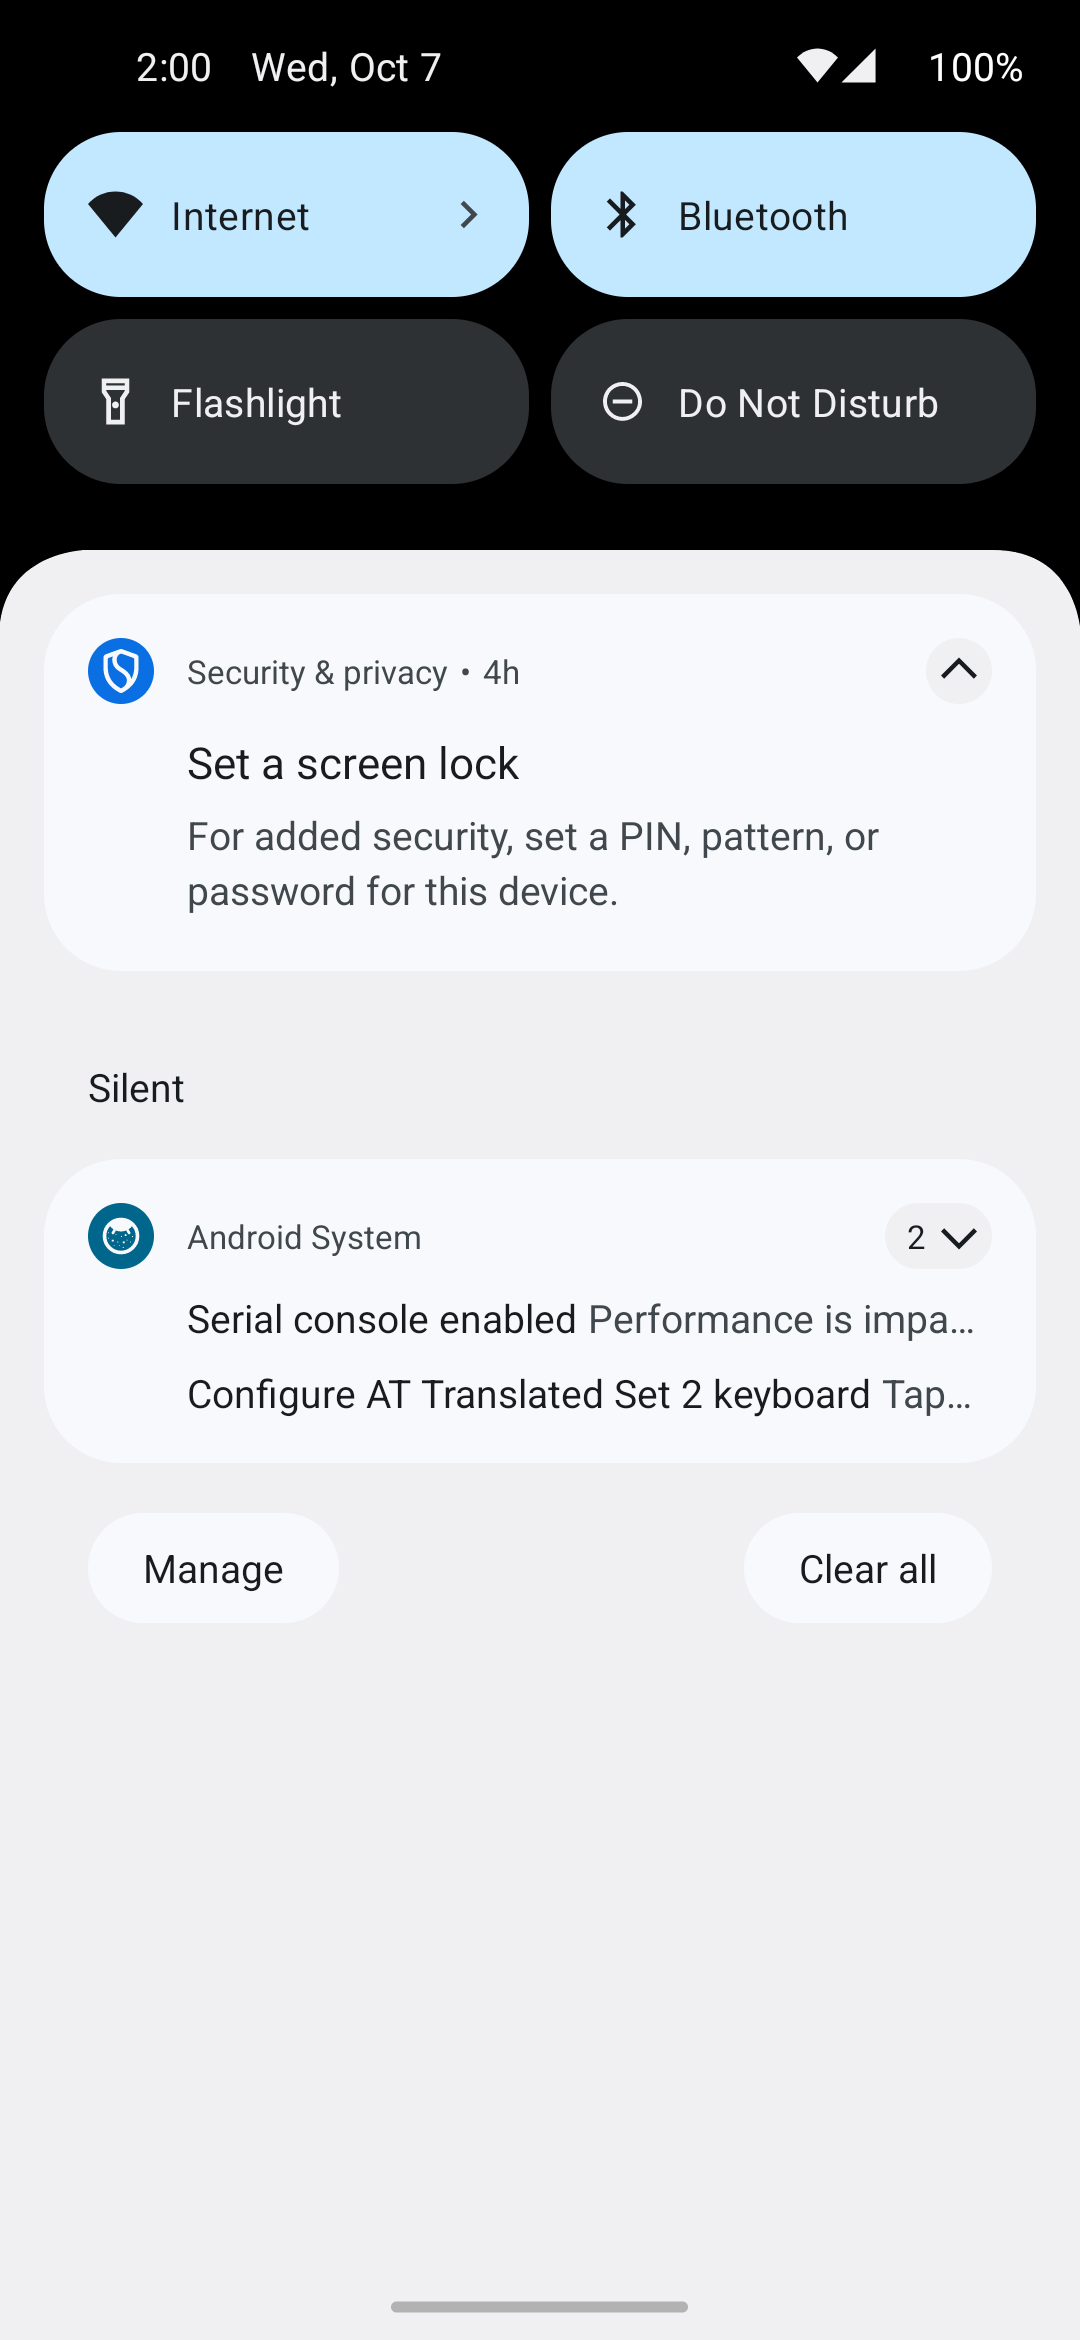 2:00 Wed, Oct 7 100%
Internet
Bluetooth
Flashlight
Do Not Disturb
Security & privacy • 4h
Set a screen lock
For added security, set a PIN, pattern, or
password for this device.
Silent
Android System
2
Serial console enabled Performance is impa…
Configure AT Translated Set 2 keyboard Tap…
Manage
Clear all